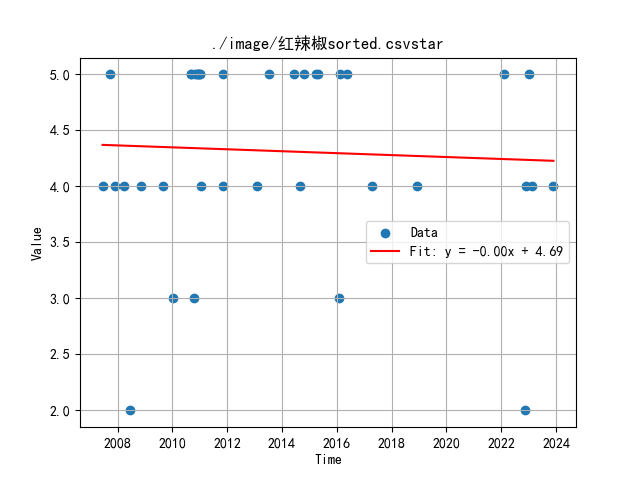 ./image/红辣椒sorted.csvstar
5.0
4.5
4.0
3.5
3.0
2.5
2.0
Value
Data
Fit: y = -0.00x + 4.69
2008 2010 2012 2014 2016 2018 2020 2022 2024
Time